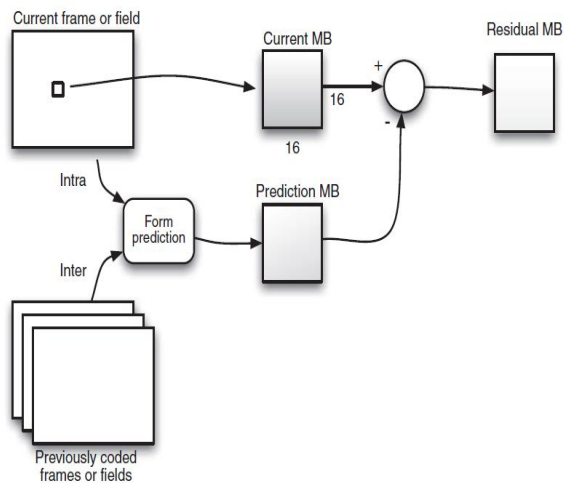 Current frame or field
Current MB
Residual MB
+
16
-
16
Intra
Prediction MB
Form
prediction
Inter
Previously coded
frames or fields